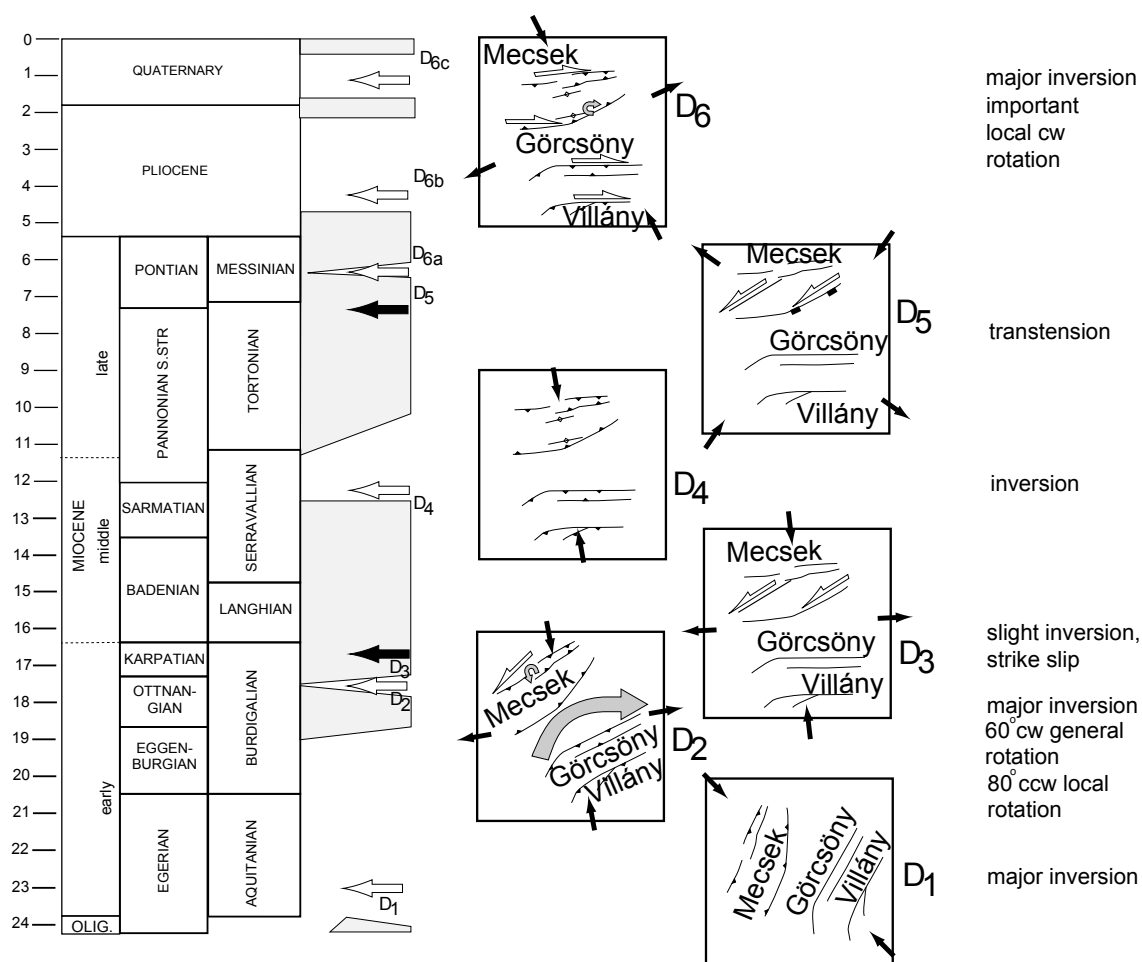 0
1
2
3
4
5
6
7
8
9
10
11
12
13
14
15
16
17
18
19
20
21
22
23
24
QUATERNARY
PLIOCENE
MIOCENE
late
middle
early
OLIG.
PONTIAN
PANNONIAN S.STR
SARMATIAN
BADENIAN
KARPATIAN
OTTNAN-
GIAN
EGGEN-
BURGIAN
EGERIAN
MESSINIAN
TORTONIAN
SERRAVALLIAN
LANGHIAN
BURDIGALIAN
AQUITANIAN
D6c
D6b
D6a
D5
D4
D3
D2
D1
Mecsek
Görcsöny
Villány
D6
major inversion
important
local cw
rotation
Mecsek
Görcsöny
Villány
D5
transtension
D4
inversion
Mecsek
Görcsöny
Villány
D3
slight inversion,
strike slip
Mecsek
Görcsöny
Villány
D2
major inversion
60°cw general
rotation
80°ccw local
rotation
Mecsek
Görcsöny
Villány
D1
major inversion